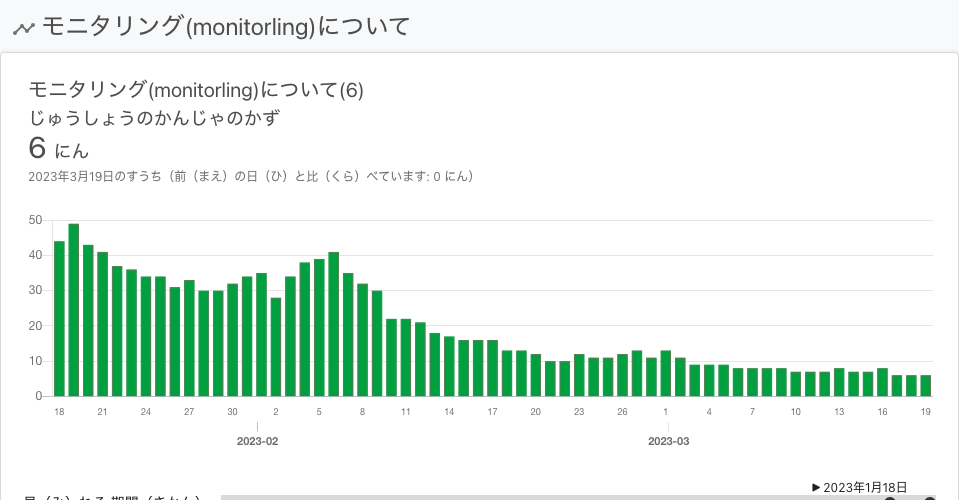 モニタリング(monitorling)について
モニタリング(monitorling)について(6)
じゅうしょうのかんじゃのかず
6 にん
2023年3月19日のすうち（前（まえ）の日（ひ）と比（くら）べています: 0 にん）
50
40
30
20
10
0
18 21 24 27 30 2 5 8 11 14 17 20 23 26 1 4 7 10 13 16 19
2023-02 2023-03
▶ 2023年1月18日